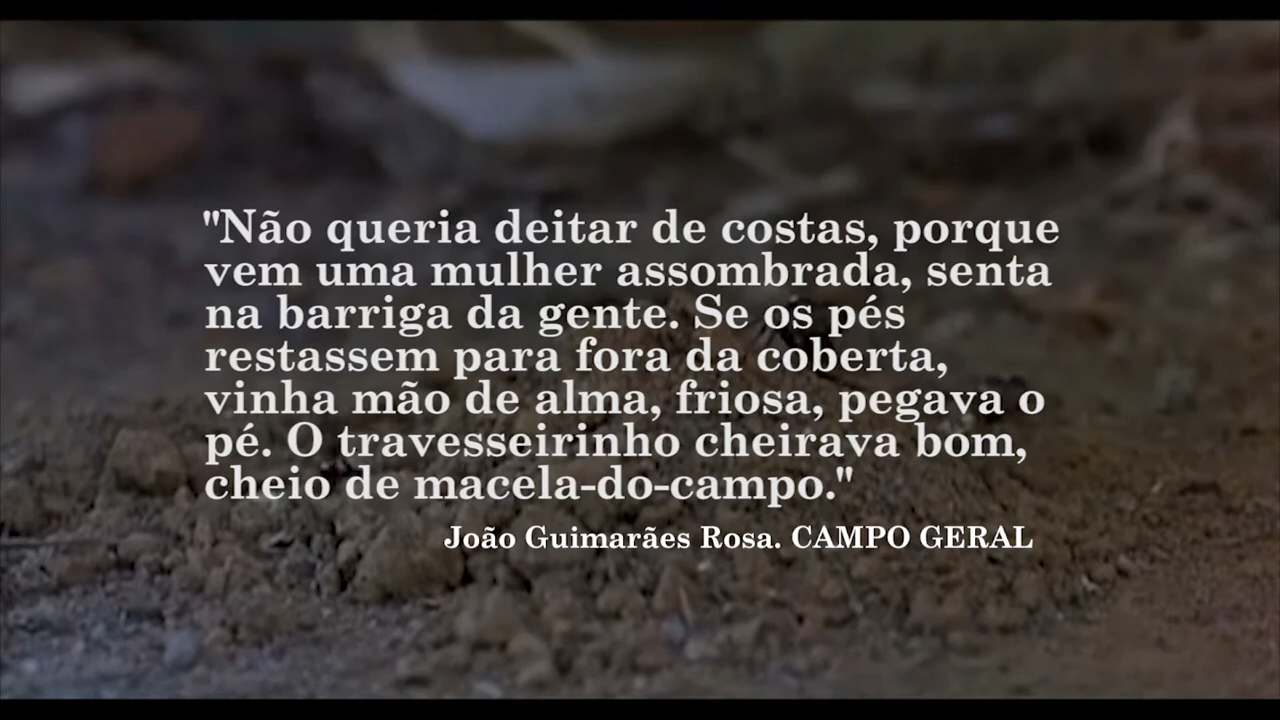 "Não queria deitar de costas, porque
vem uma mulher assombrada, senta
na barriga da gente. Se os pés
restassem para fora da coberta,
vinha mão de alma, friosa, pegava o
pé. O travesseirinho cheirava bom,
cheio de macela-do-campo."
João Guimarães Rosa. CAMPO GERAL